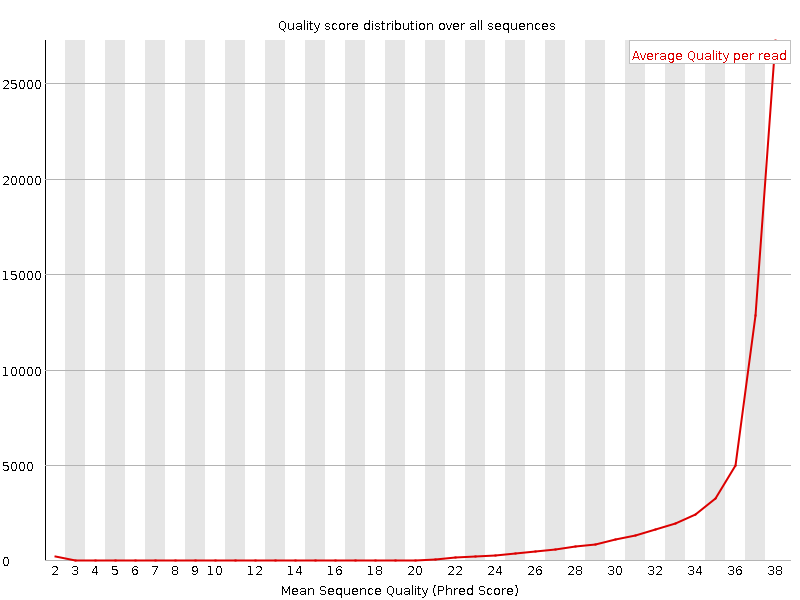 Quality score distribution over all sequences
Average Quality per read
25000
20000
15000
10000
5000
0
2 3 4 5 6 7 8 9 10 12 14 16 18 20 22 24 26 28 30 32 34 36 38
Mean Sequence Quality (Phred Score)